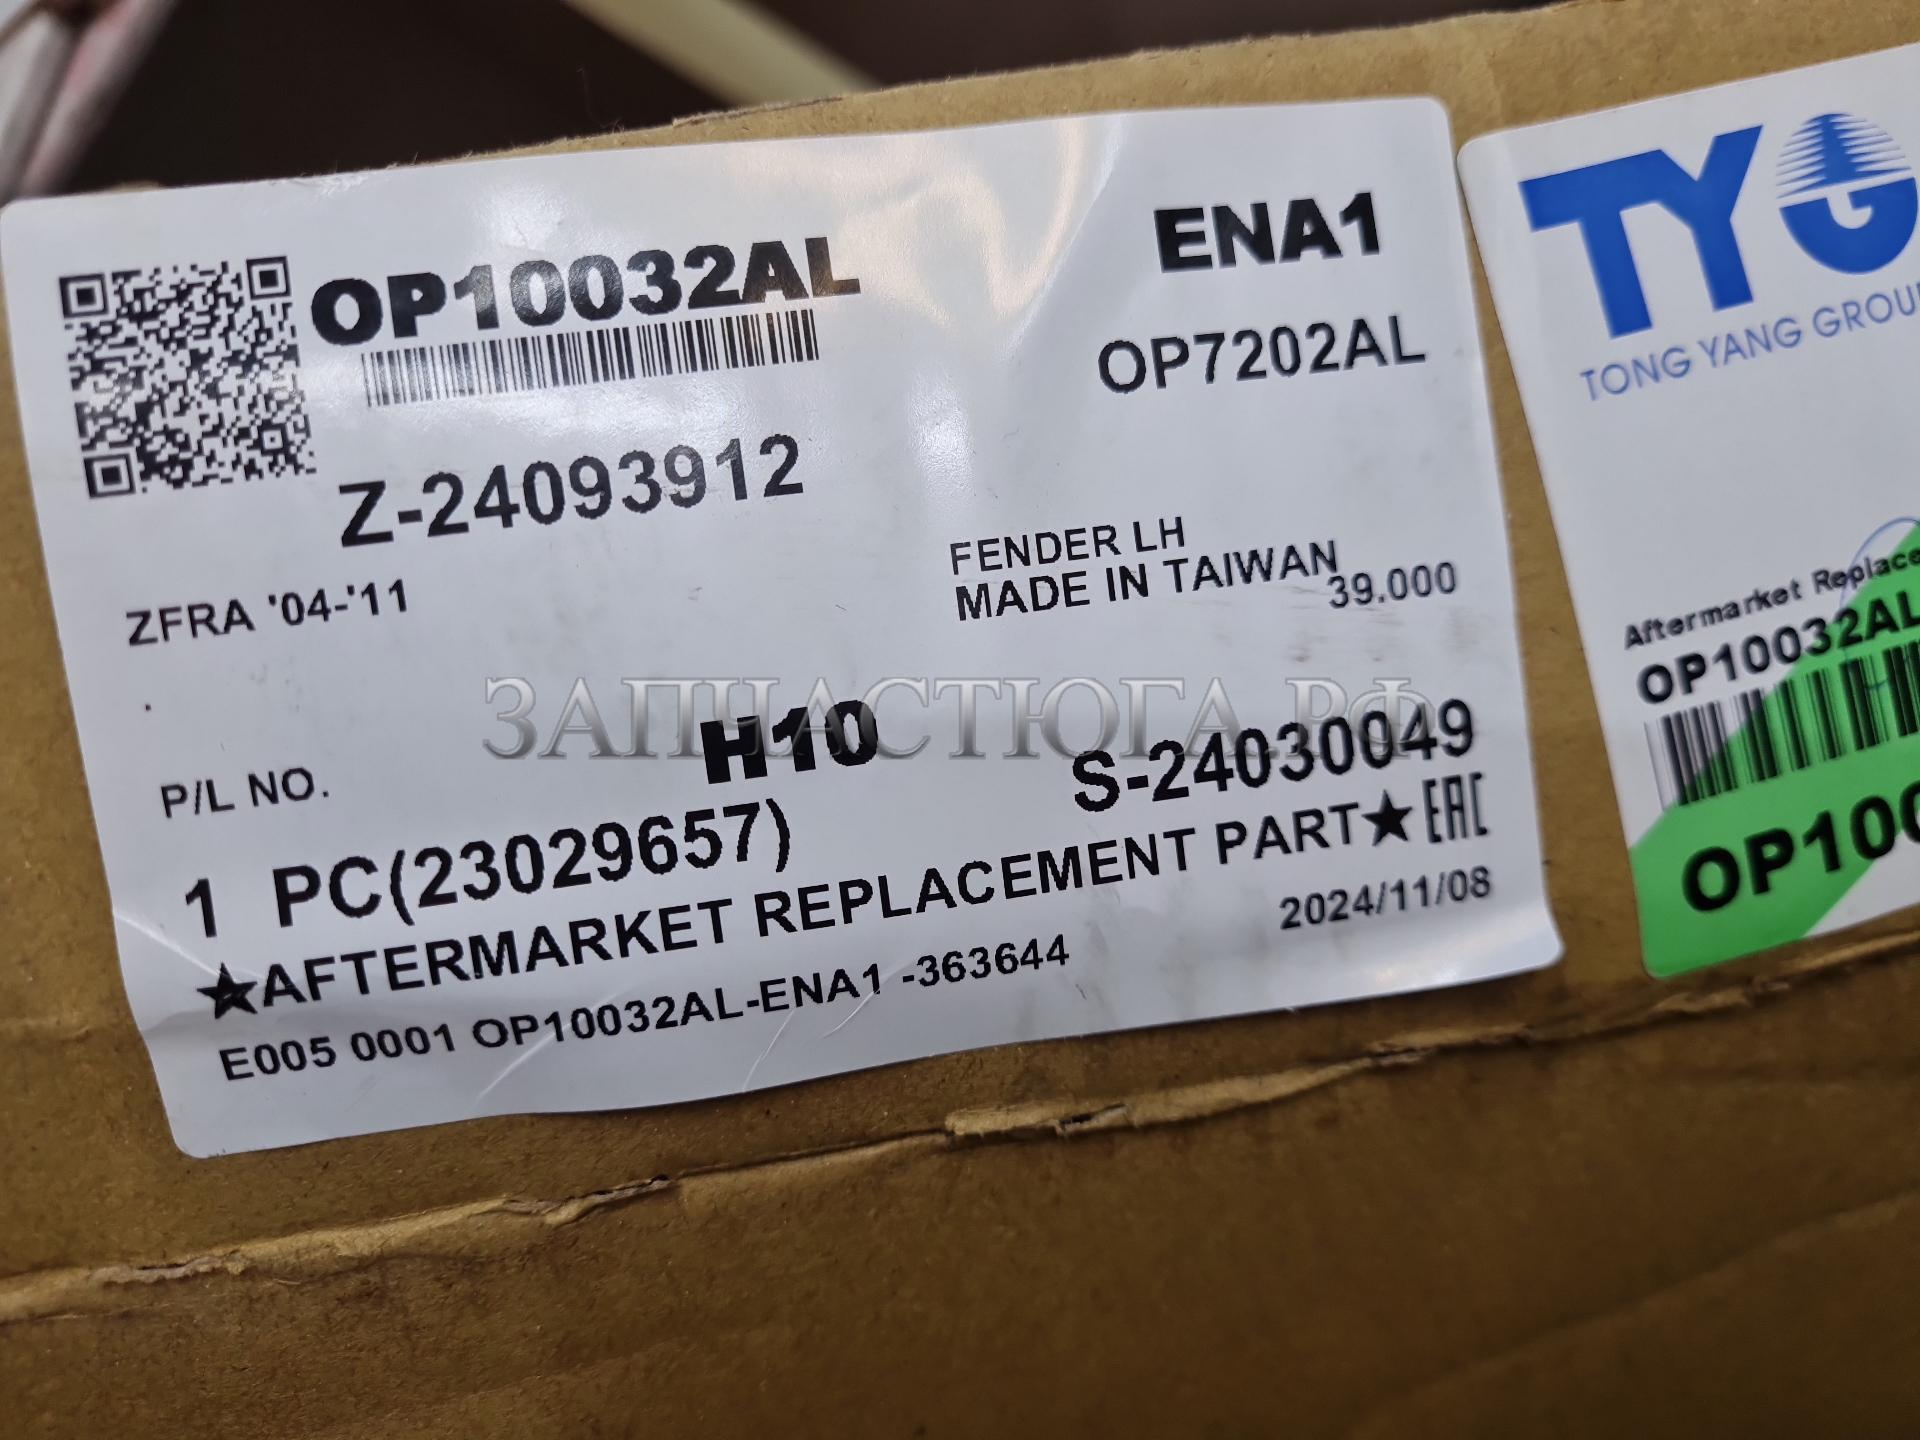 OP10032AL
ENA1
OP7202AL
Z-24093912
FENDER LH
MADE IN TAIWAN
39.000
ZFRA '04-'11
ЗАПЧАСТЮГА.РФ
P/L NO.
H10
S-24030049
1 PC(23029657)
★AFTERMARKET REPLACEMENT PART★ EAC
2024/11/08
E005 0001 OP10032AL-ENA1 -363644
TYG
TONG YANG GROU
Aftermarket Replace
OP10032AL
OP100